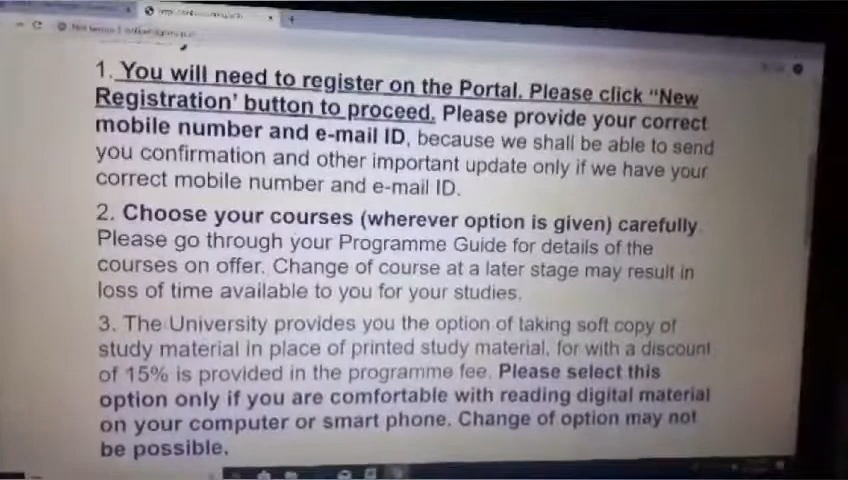 1. You will need to register on the Portal. Please click “New
Registration’ button to proceed. Please provide your correct
mobile number and e-mail ID, because we shall be able to send
you confirmation and other important update only if we have your
correct mobile number and e-mail ID.
2. Choose your courses (wherever option is given) carefully.
Please go through your Programme Guide for details of the
courses on offer. Change of course at a later stage may result in
loss of time available to you for your studies.
3. The University provides you the option of taking soft copy of
study material in place of printed study material, for with a discount
of 15% is provided in the programme fee. Please select this
option only if you are comfortable with reading digital material
on your computer or smart phone. Change of option may not
be possible.